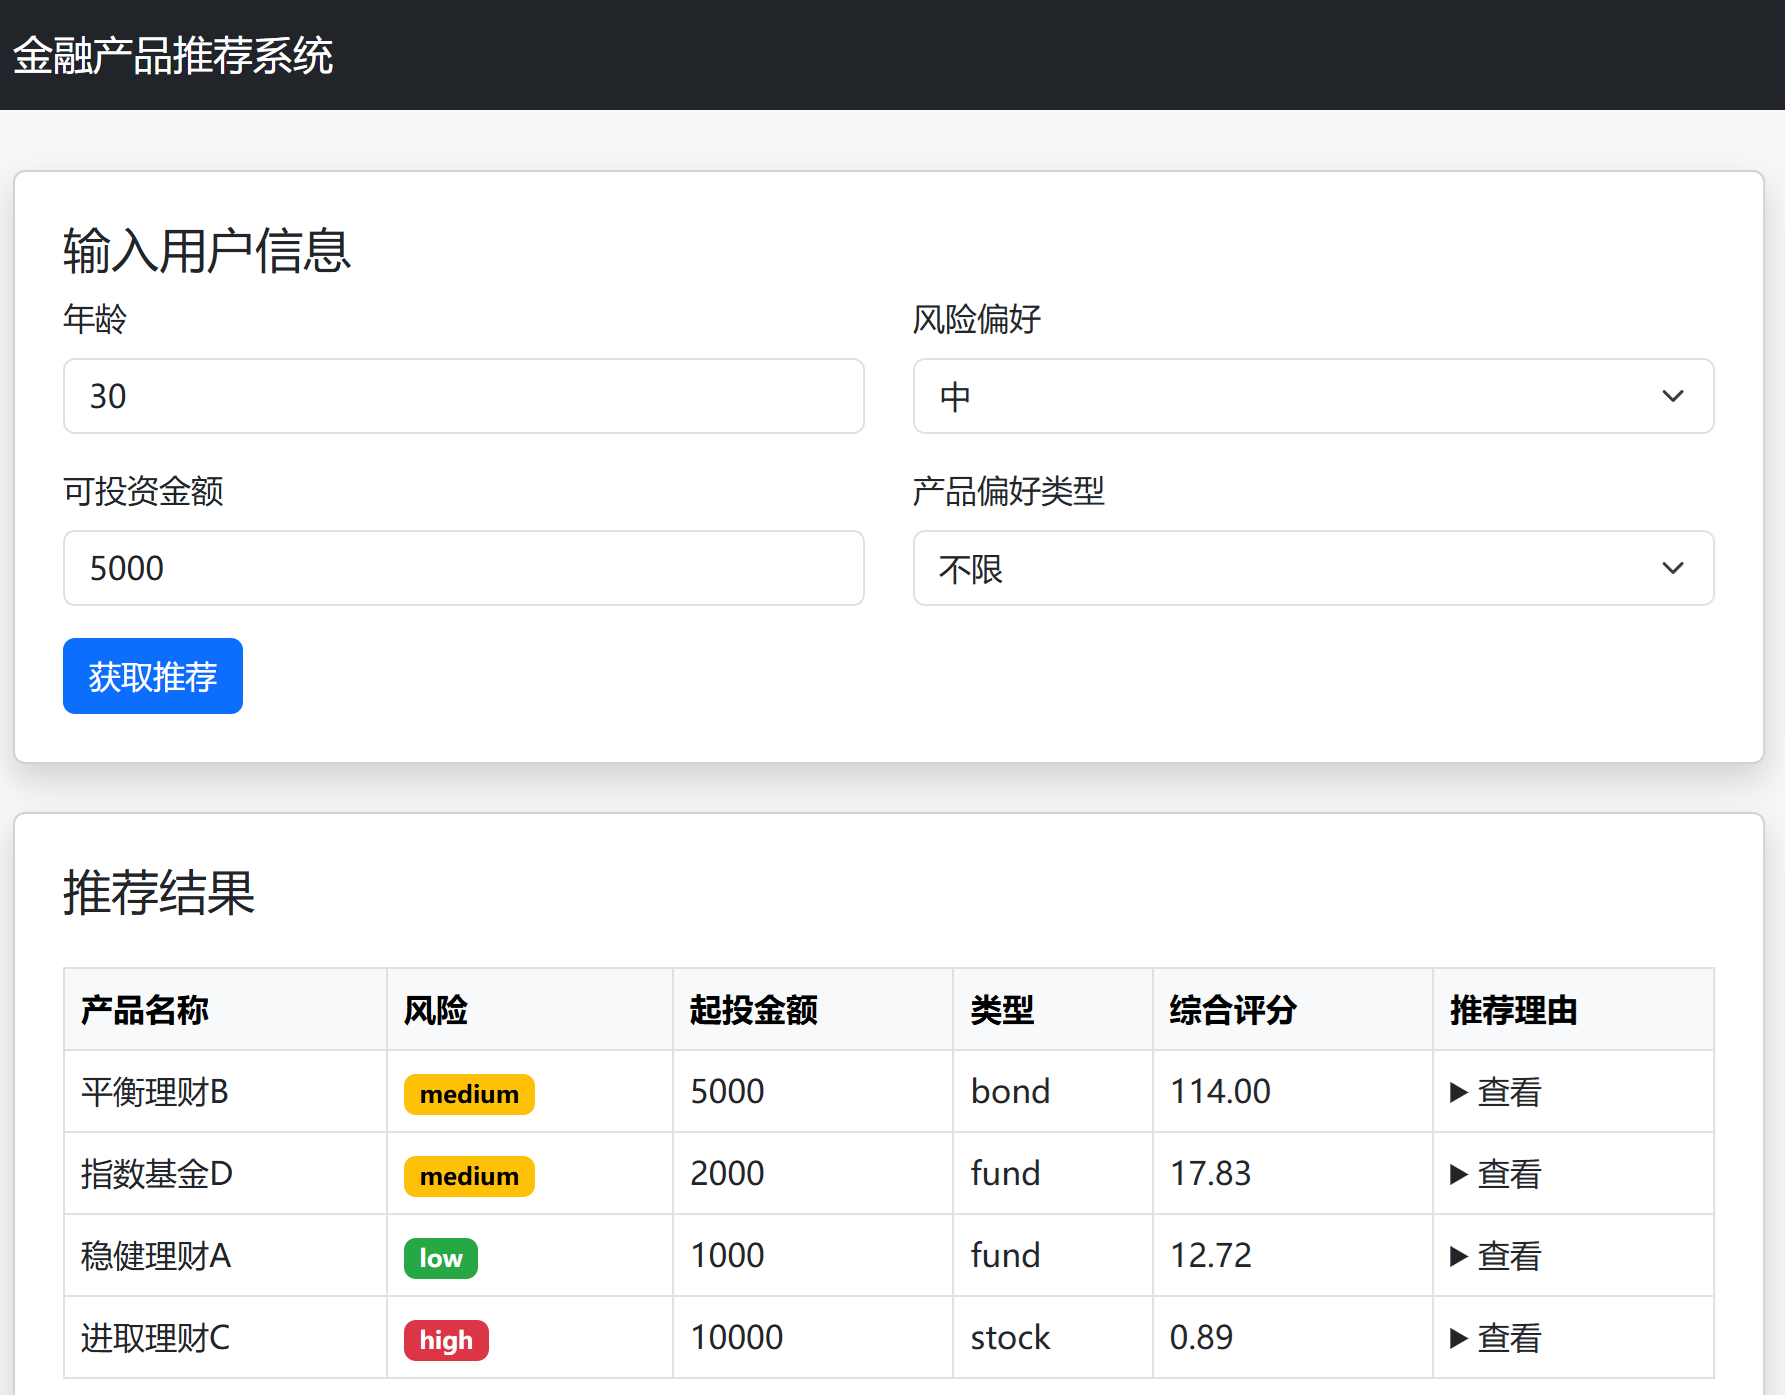 金融产品推荐系统
输入用户信息
年龄 风险偏好
30 中
可投资金额 产品偏好类型
5000 不限
获取推荐
推荐结果
产品名称 风险 起投金额 类型 综合评分 推荐理由
平衡理财B medium 5000 bond 114.00 ▶ 查看
指数基金D medium 2000 fund 17.83 ▶ 查看
稳健理财A low 1000 fund 12.72 ▶ 查看
进取理财C high 10000 stock 0.89 ▶ 查看